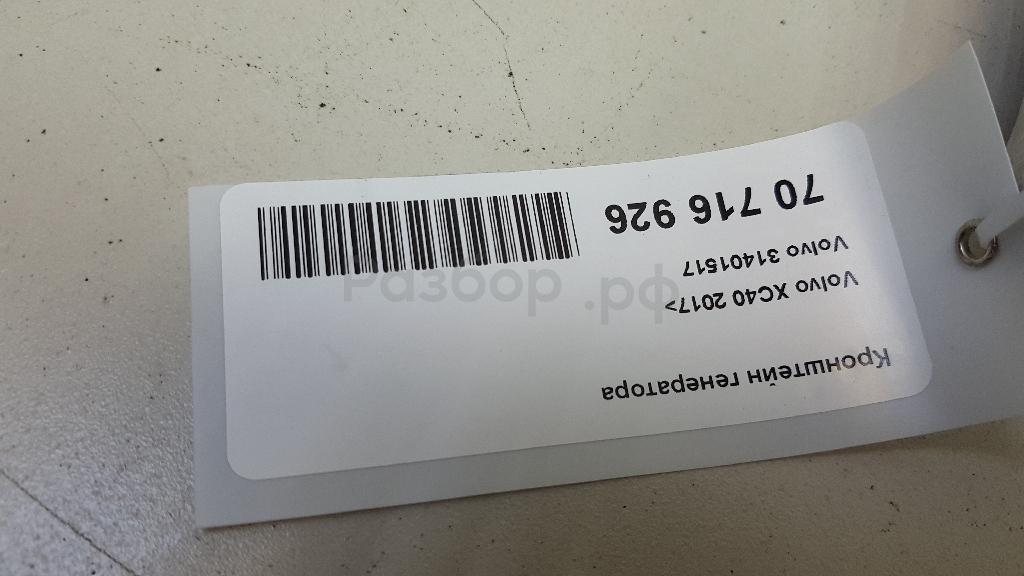 Кронштейн генератора
Volvo XC40 2017>
Volvo 31401517
70 716 926
Разбор.рф